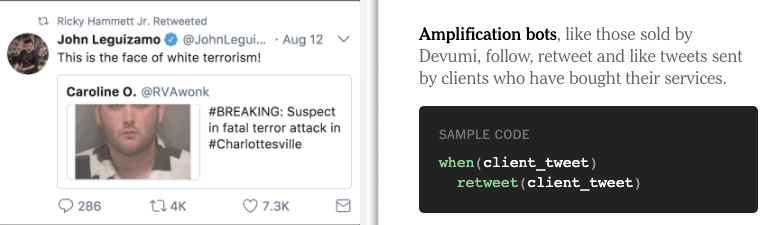 Ricky Hammett Jr. Retweeted
John Leguizamo @JohnLegui... · Aug 12
This is the face of white terrorism!
Caroline O. @RVAwonk
#BREAKING: Suspect
in fatal terror attack in
#Charlottesville
286 4K 7.3K
Amplification bots, like those sold by
Devumi, follow, retweet and like tweets sent
by clients who have bought their services.
SAMPLE CODE
when(client_tweet)
retweet(client_tweet)